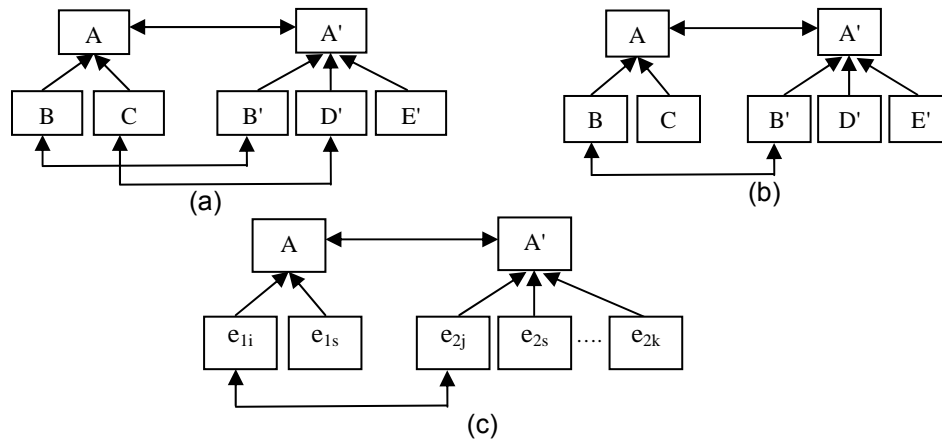 A A' A A'
B C B' D' E' B C B' D' E'
(a) (b)
A A'
e1i e1s e2j e2s .... e2k
(c)